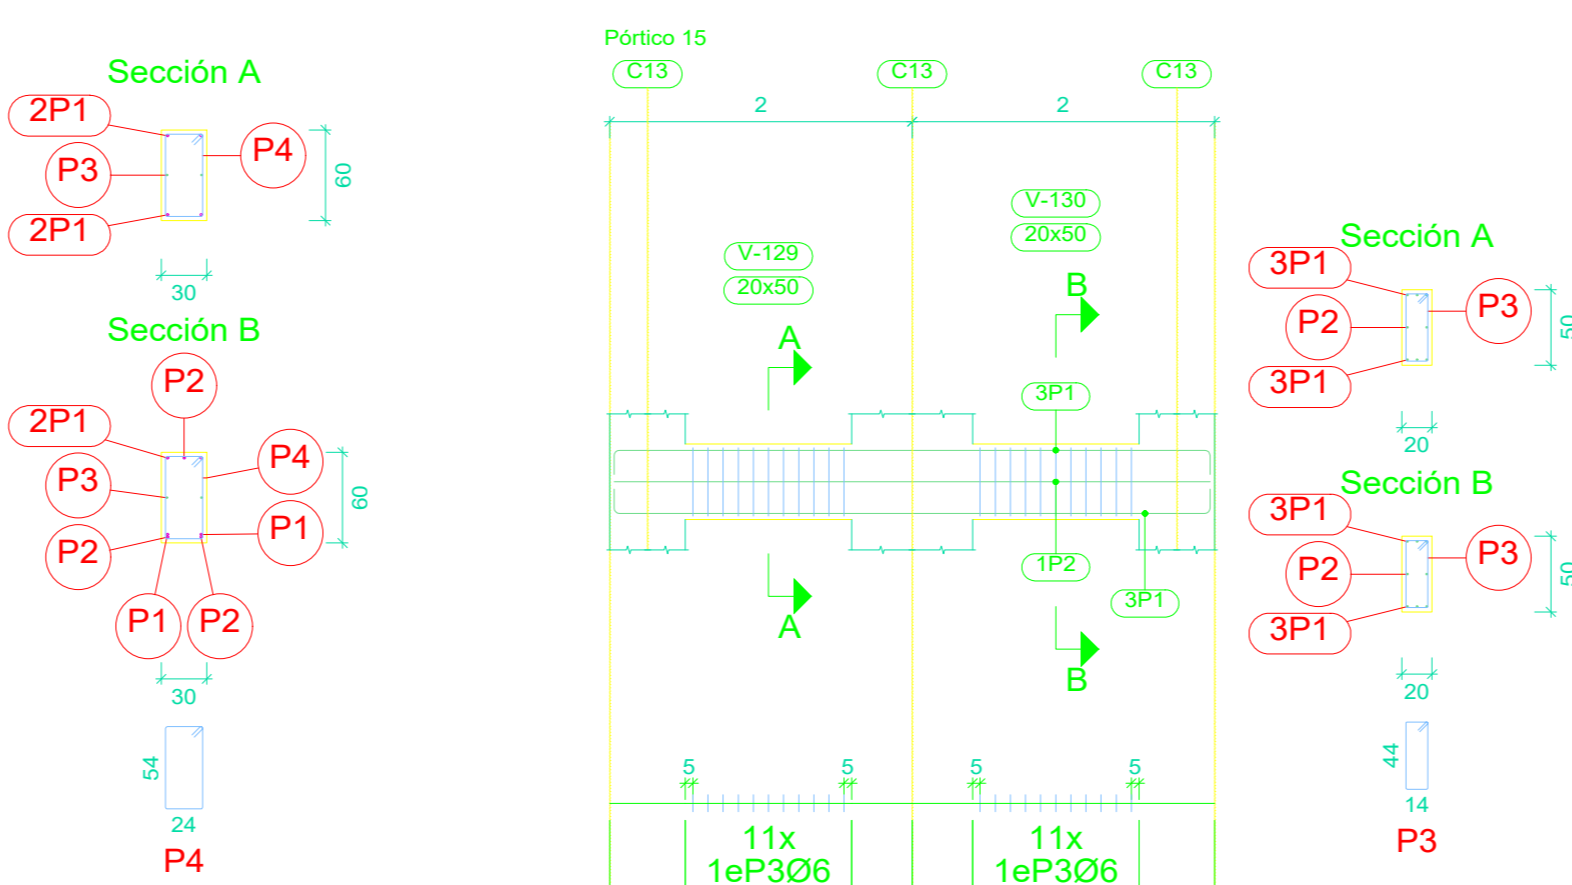 Sección A
2P1
P3
P4
2P1
60
30
Sección B
P2
2P1
P3
P4
P2
P1
P1
P2
60
30
54
24
P4
Pórtico 15
C13
C13
C13
2
2
V-129
20x50
V-130
20x50
A
B
3P1
1P2
3P1
A
B
5
5
5
5
11x
1eP3Ø6
11x
1eP3Ø6
Sección A
3P1
P2
P3
3P1
50
20
Sección B
3P1
P2
P3
3P1
50
20
44
14
P3